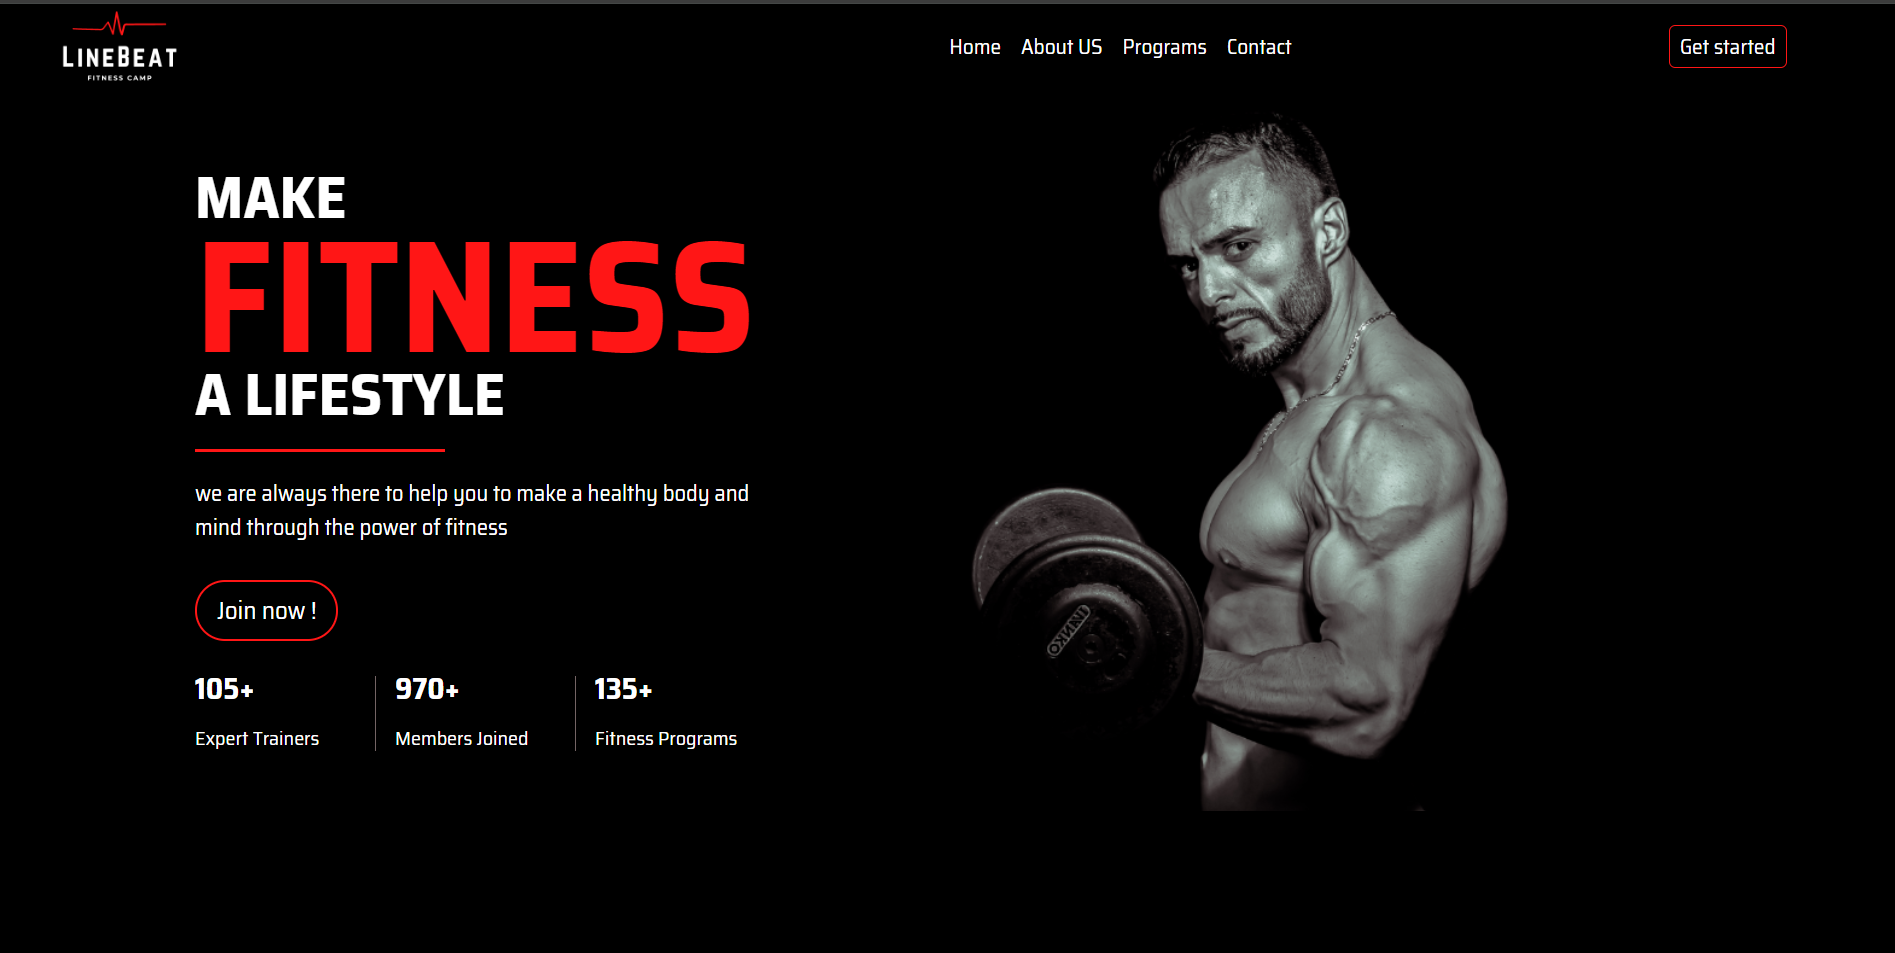 LINEBEAT
FITNESS CAMP
Home About US Programs Contact
Get started
MAKE
FITNESS
A LIFESTYLE
we are always there to help you to make a healthy body and
mind through the power of fitness
Join now !
105+ 970+ 135+
Expert Trainers Members Joined Fitness Programs